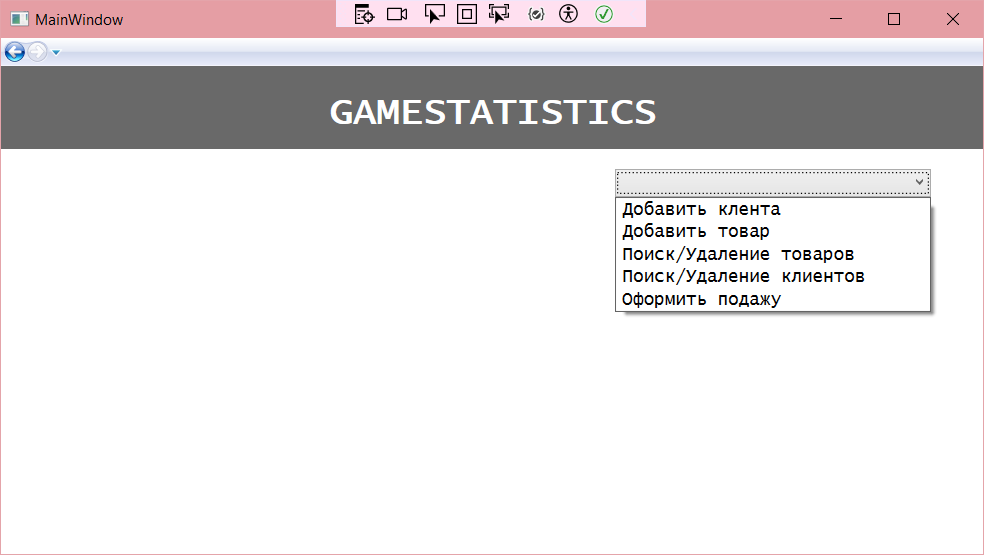 MainWindow
GAMESTATISTICS
Добавить клента
Добавить товар
Поиск/Удаление товаров
Поиск/Удаление клиентов
Оформить подажу